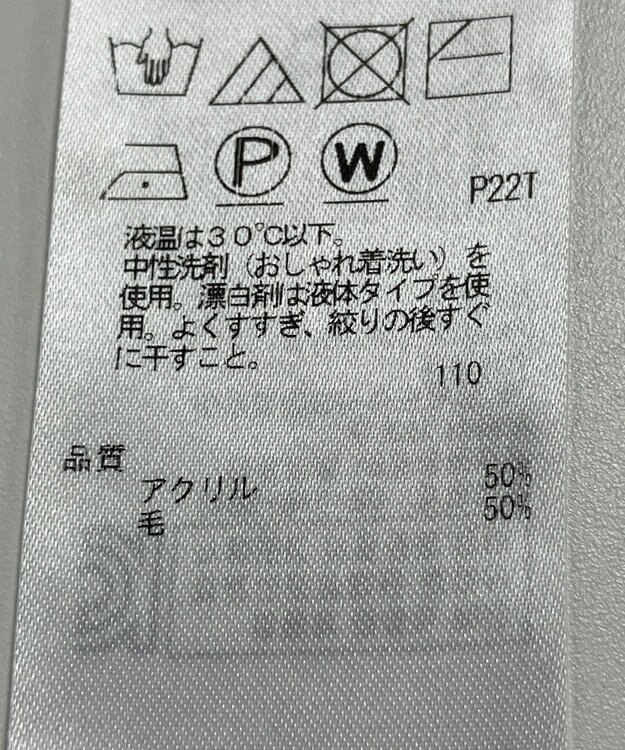 P
W
P22T
液温は30℃以下。
中性洗剤（おしゃれ着洗い）を
使用。漂白剤は液体タイプを使
用。よくすすぎ、絞りの後すぐ
に干すこと。
110
品質
アクリル 50%
毛 50%